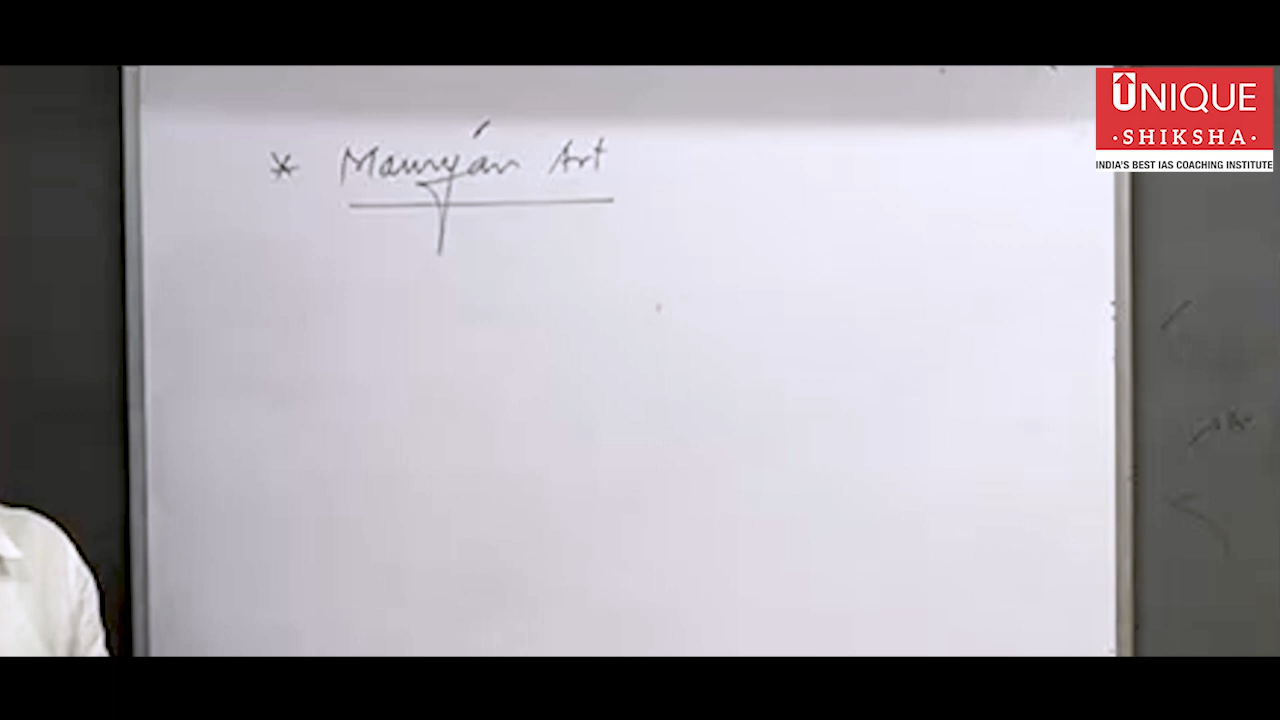 * Mauryan Art
UNIQUE
· SHIKSHA ·
INDIA'S BEST IAS COACHING INSTITUTE